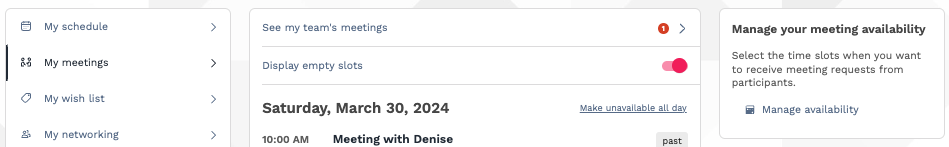 My schedule
My meetings
My wish list
My networking
See my team's meetings
1
Display empty slots
Saturday, March 30, 2024
Make unavailable all day
10:00 AM Meeting with Denise past
Manage your meeting availability
Select the time slots when you want
to receive meeting requests from
participants.
Manage availability